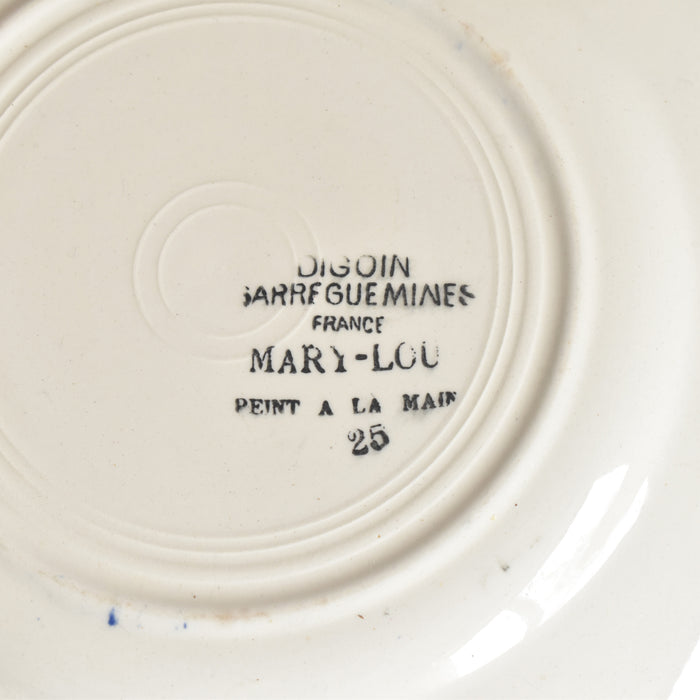 DIGOIN
SARREGUEMINES
FRANCE
MARY-LOU
PEINT A LA MAIN
25